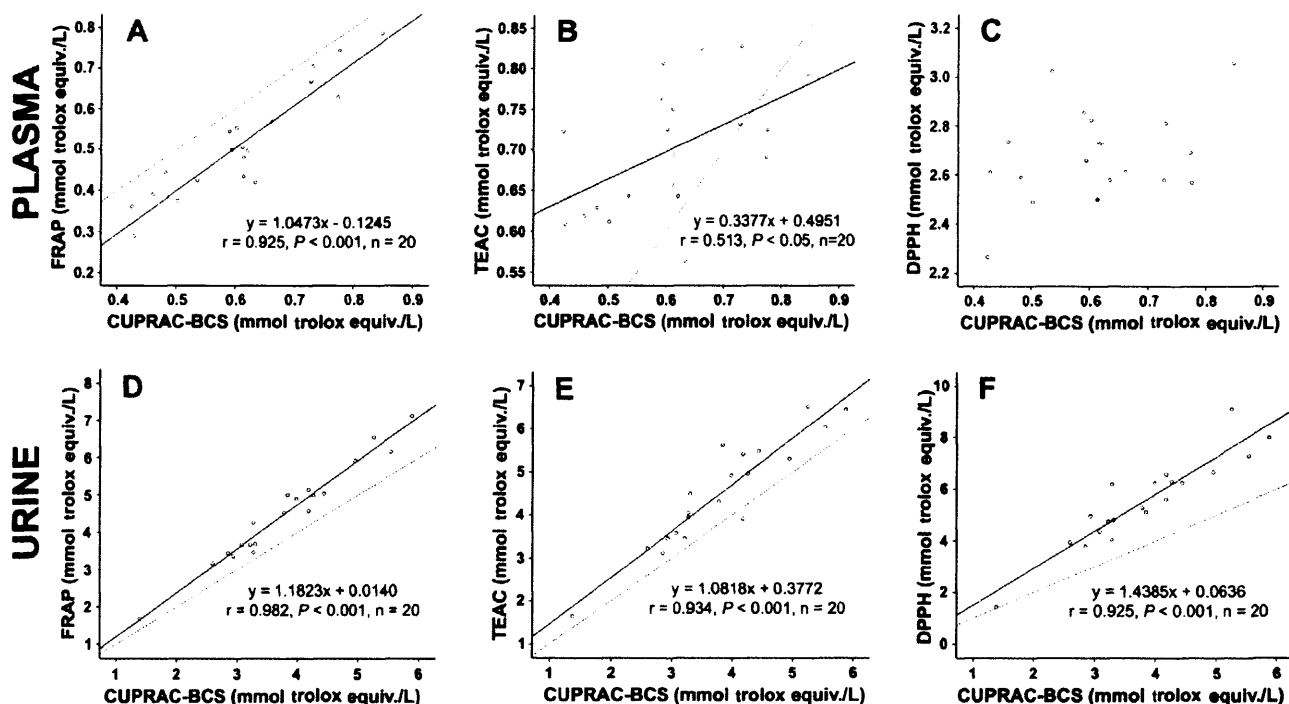 PLASMA
A
FRAP (mmol trolox equiv./L)
0.8
0.7
0.6
0.5
0.4
0.3
0.2
y = 1.0473x - 0.1245
r = 0.925, P < 0.001, n = 20
0.4 0.5 0.6 0.7 0.8 0.9
CUPRAC-BCS (mmol trolox equiv./L)
B
TEAC (mmol trolox equiv./L)
0.85
0.80
0.75
0.70
0.65
0.60
0.55
y = 0.3377x + 0.4951
r = 0.513, P < 0.05, n=20
0.4 0.5 0.6 0.7 0.8 0.9
CUPRAC-BCS (mmol trolox equiv./L)
C
DPPH (mmol trolox equiv./L)
3.2
3.0
2.8
2.6
2.4
2.2
0.4 0.5 0.6 0.7 0.8 0.9
CUPRAC-BCS (mmol trolox equiv./L)
URINE
D
FRAP (mmol trolox equiv./L)
8
7
6
5
4
3
2
1
y = 1.1823x + 0.0140
r = 0.982, P < 0.001, n = 20
1 2 3 4 5 6
CUPRAC-BCS (mmol trolox equiv./L)
E
TEAC (mmol trolox equiv./L)
7
6
5
4
3
2
1
y = 1.0818x + 0.3772
r = 0.934, P < 0.001, n = 20
1 2 3 4 5 6
CUPRAC-BCS (mmol trolox equiv./L)
F
DPPH (mmol trolox equiv./L)
10
8
6
4
2
0
y = 1.4385x + 0.0636
r = 0.925, P < 0.001, n = 20
1 2 3 4 5 6
CUPRAC-BCS (mmol trolox equiv./L)